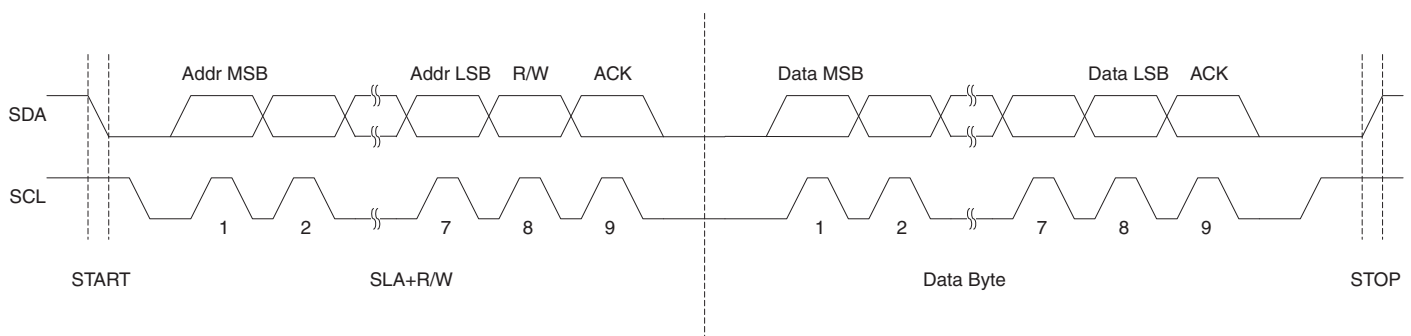 Addr MSB Addr LSB R/W ACK Data MSB Data LSB ACK
SDA
SCL
1 2 7 8 9 1 2 7 8 9
START SLA+R/W Data Byte STOP